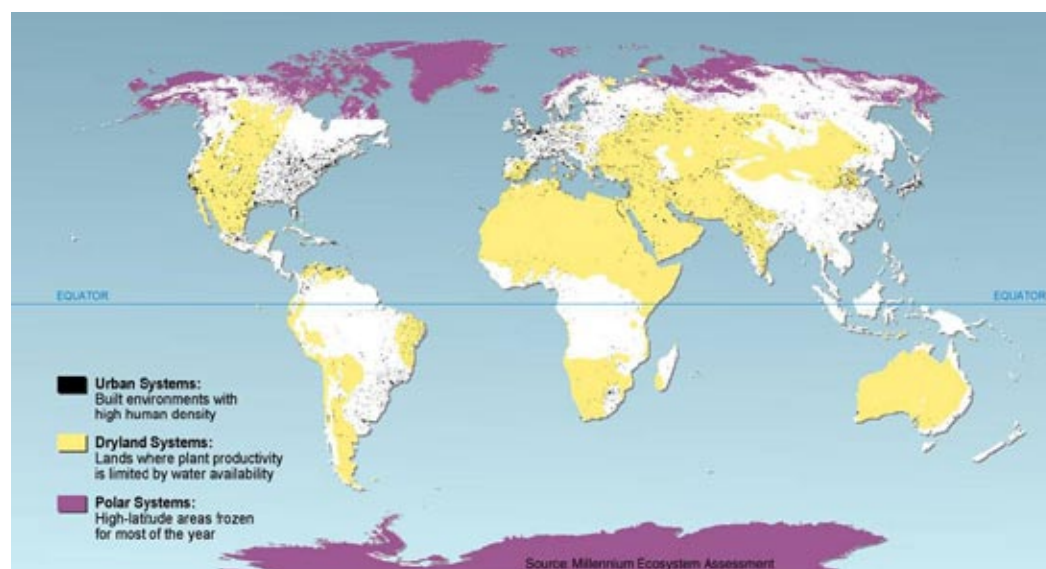 EQUATOR
EQUATOR
Urban Systems:
Built environments with
high human density
Dryland Systems:
Lands where plant productivity
is limited by water availability
Polar Systems:
High-latitude areas frozen
for most of the year
Source: Millennium Ecosystem Assessment